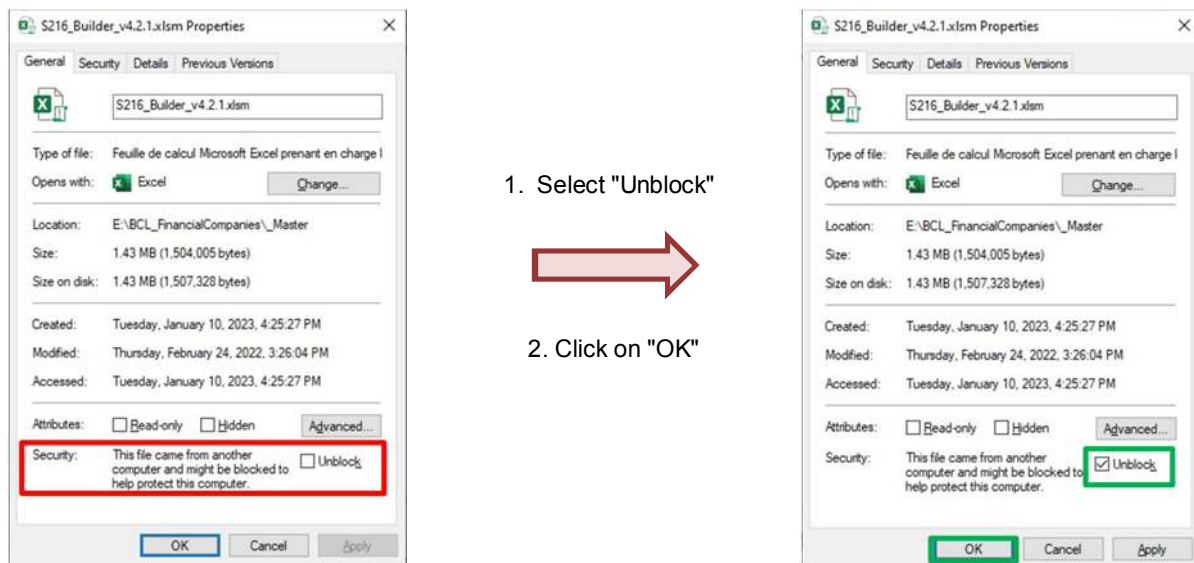 S216_Builder_v4.2.1.xlsm Properties
General Security Details Previous Versions
S216_Builder_v4.2.1.xlsm
Type of file: Feuille de calcul Microsoft Excel prenant en charge l
Opens with: Excel Change...
Location: E:\BCL_FinancialCompanies\_Master
Size: 1.43 MB (1,504,005 bytes)
Size on disk: 1.43 MB (1,507,328 bytes)
Created: Tuesday, January 10, 2023, 4:25:27 PM
Modified: Thursday, February 24, 2022, 3:26:04 PM
Accessed: Tuesday, January 10, 2023, 4:25:27 PM
Attributes: Read-only Hidden Advanced...
Security: This file came from another
computer and might be blocked to
help protect this computer.
Unblock
OK Cancel Apply
1. Select "Unblock"
2. Click on "OK"
S216_Builder_v4.2.1.xlsm Properties
General Security Details Previous Versions
S216_Builder_v4.2.1.xlsm
Type of file: Feuille de calcul Microsoft Excel prenant en charge l
Opens with: Excel Change...
Location: E:\BCL_FinancialCompanies\_Master
Size: 1.43 MB (1,504,005 bytes)
Size on disk: 1.43 MB (1,507,328 bytes)
Created: Tuesday, January 10, 2023, 4:25:27 PM
Modified: Thursday, February 24, 2022, 3:26:04 PM
Accessed: Tuesday, January 10, 2023, 4:25:27 PM
Attributes: Read-only Hidden Advanced...
Security: This file came from another
computer and might be blocked to
help protect this computer.
Unblock
OK Cancel Apply